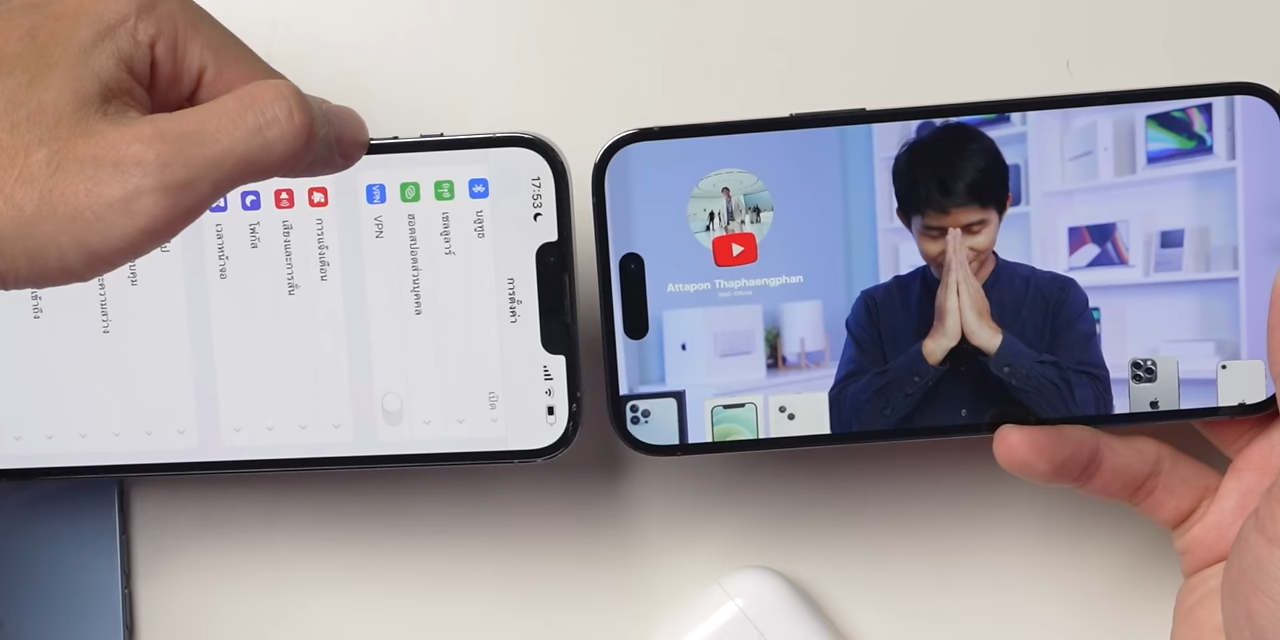 17:53
การตั้งค่า
บลูทูธ
เปิด
เซลลูลาร์
ฮอตสปอตส่วนบุคคล
VPN
VPN
การแจ้งเตือน
เสียงและการสั่น
โฟกัส
เวลาหน้าจอ
Attapon Thaphaengphan